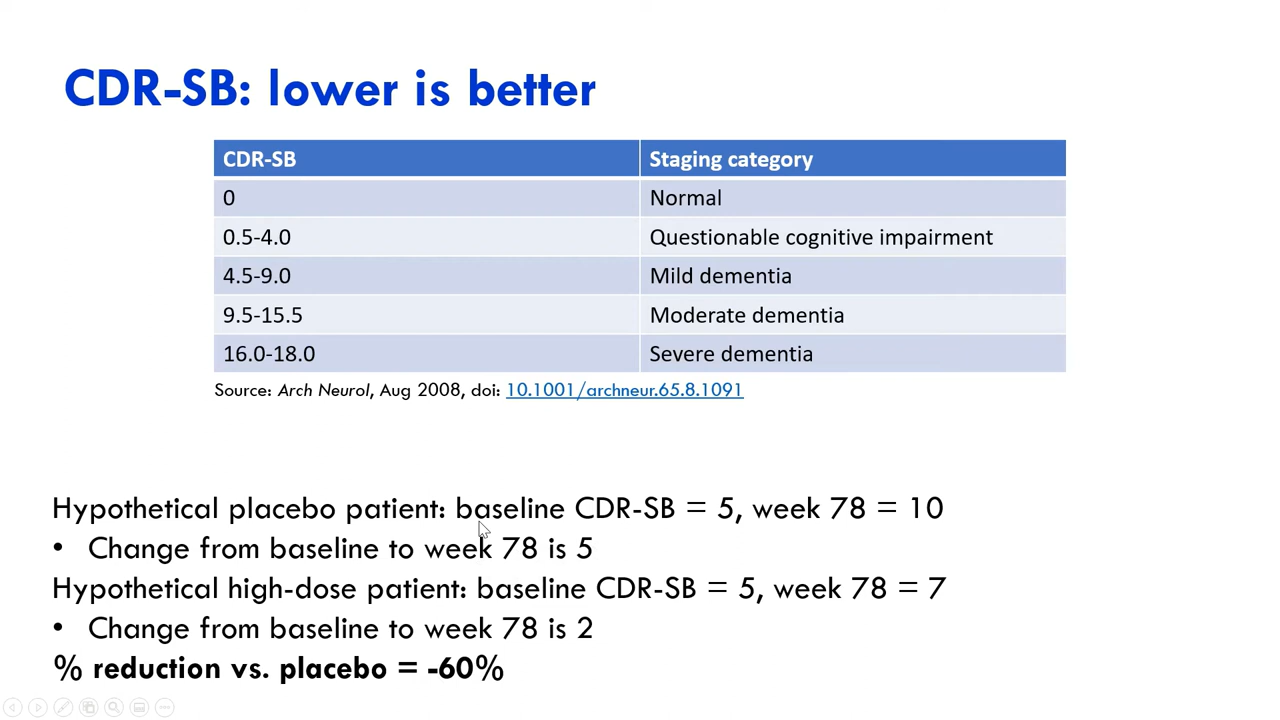 CDR-SB: lower is better
CDR-SB Staging category
0 Normal
0.5-4.0 Questionable cognitive impairment
4.5-9.0 Mild dementia
9.5-15.5 Moderate dementia
16.0-18.0 Severe dementia
Source: Arch Neurol, Aug 2008, doi: 10.1001/archneur.65.8.1091
Hypothetical placebo patient: baseline CDR-SB = 5, week 78 = 10
• Change from baseline to week 78 is 5
Hypothetical high-dose patient: baseline CDR-SB = 5, week 78 = 7
• Change from baseline to week 78 is 2
% reduction vs. placebo = -60%